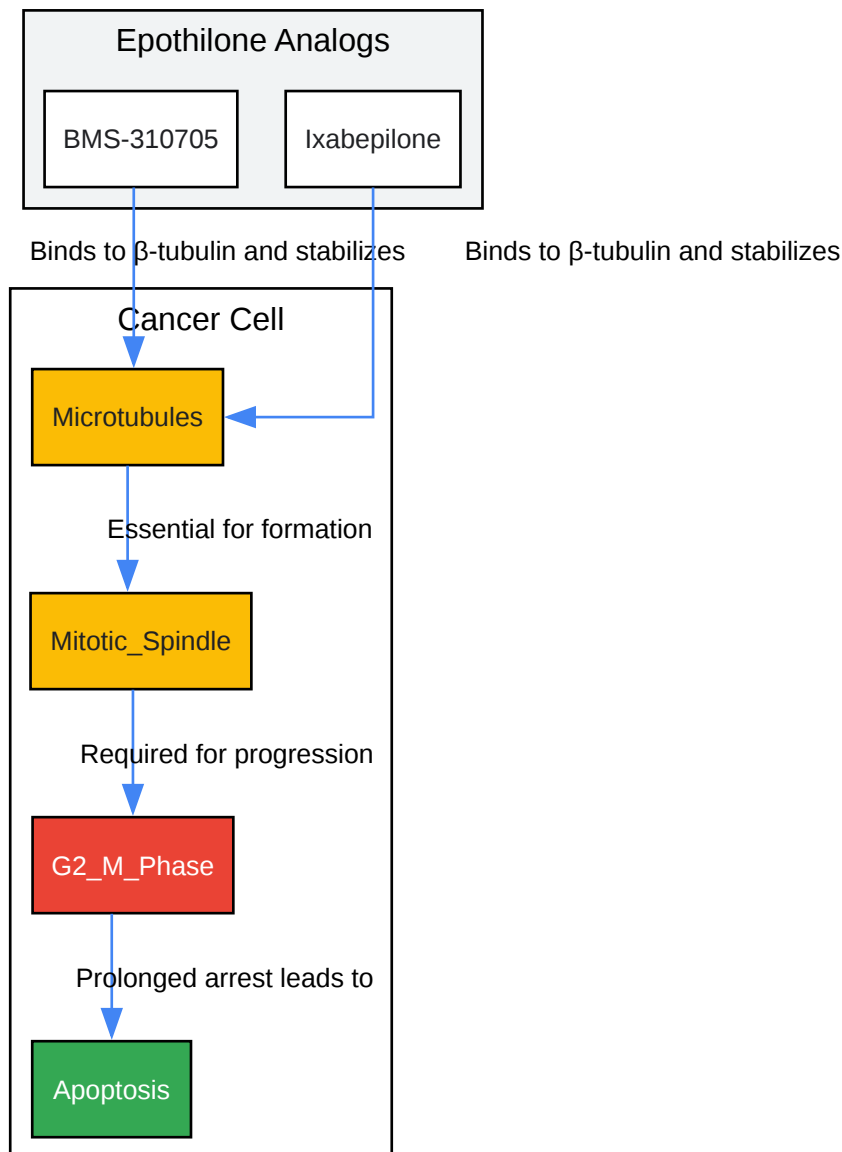 Epothilone Analogs
BMS-310705
Ixabepilone
Binds to β-tubulin and stabilizes
Binds to β-tubulin and stabilizes
Cancer Cell
Microtubules
Essential for formation
Mitotic_Spindle
Required for progression
G2_M_Phase
Prolonged arrest leads to
Apoptosis